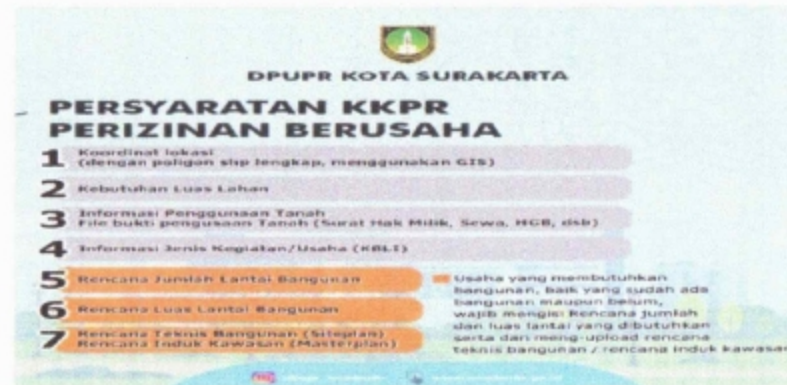 DPUPR KOTA SURAKARTA
PERSYARATAN KKPR
PERIZINAN BERUSAHA
1 Koordinat lokasi
(dengan poligon shp lengkap, menggunakan GIS)
2 Kebutuhan Luas Lahan
3 Informasi Penggunaan Tanah
File bukti penguasaan Tanah (Surat Hak Milik, Sewa, HGB, dsb)
4 Informasi Jenis Kegiatan/Usaha (KBLI)
5 Rencana Jumlah Lantai Bangunan
6 Rencana Luas Lantai Bangunan
7 Rencana Teknis Bangunan (Siteplan)
Rencana Induk Kawasan (Masterplan)
Usaha yang membutuhkan
bangunan, baik yang sudah ada
bangunan maupun belum,
wajib mengisi Rencana jumlah
dan luas lantai yang dibutuhkan
serta dan meng-upload rencana
teknis bangunan / rencana induk kawasan